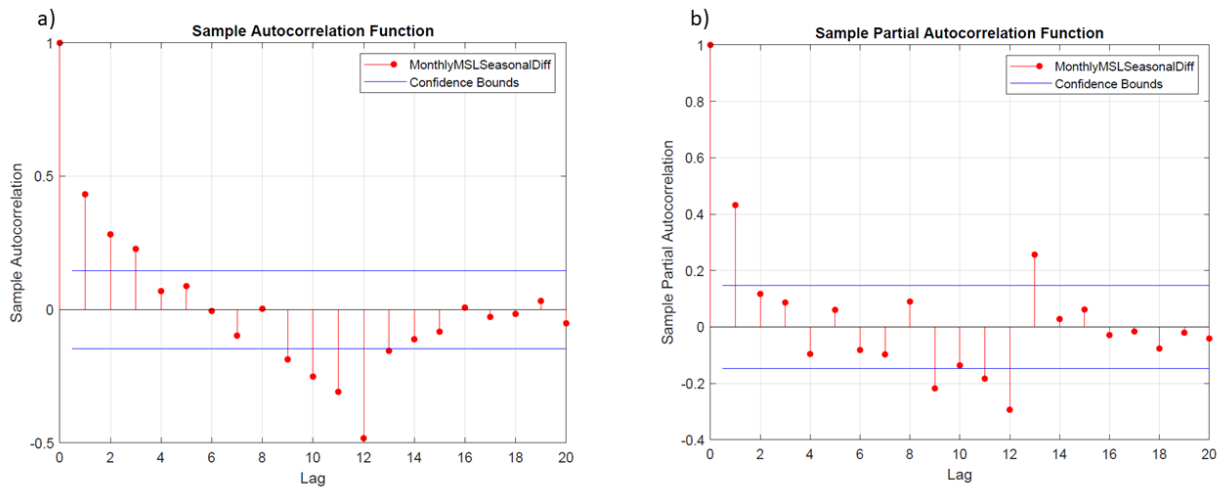 a)
Sample Autocorrelation Function
MonthlyMSLSeasonalDiff
Confidence Bounds
Sample Autocorrelation
1
0.5
0
-0.5
0 2 4 6 8 10 12 14 16 18 20
Lag
b)
Sample Partial Autocorrelation Function
MonthlyMSLSeasonalDiff
Confidence Bounds
Sample Partial Autocorrelation
1
0.8
0.6
0.4
0.2
0
-0.2
-0.4
0 2 4 6 8 10 12 14 16 18 20
Lag